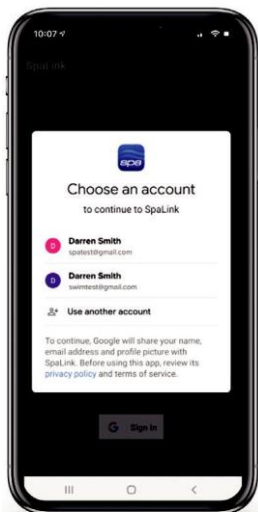 10:07
SpaLink
spa
Choose an account
to continue to SpaLink
D
Darren Smith
spatest@gmail.com
D
Darren Smith
swimtest@gmail.com
Use another account
To continue, Google will share your name,
email address and profile picture with
SpaLink. Before using this app, review its
privacy policy and terms of service.
G Sign in